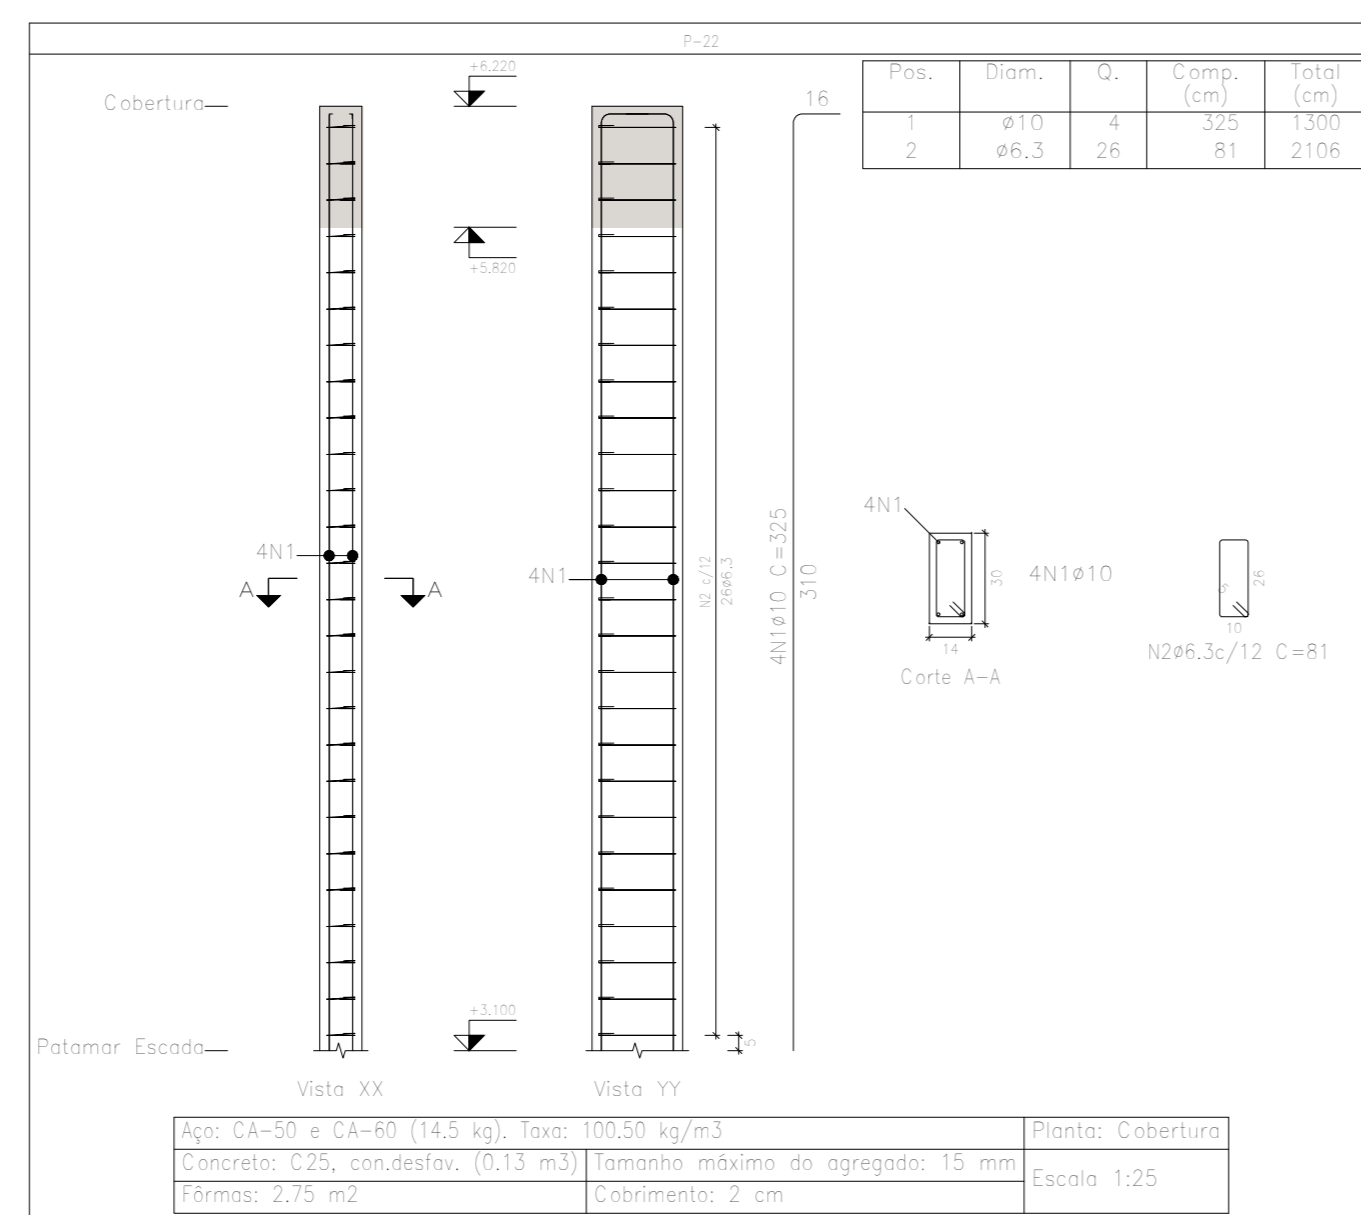 P-22
Cobertura
+6.220
+5.820
Pos. Diam. Q. Comp. (cm) Total (cm)
1 ø10 4 325 1300
2 ø6.3 26 81 2106
16
4N1
A A
4N1
N2 c/12
26ø6.3
4N1ø10 C=325
310
4N1
30
14
4N1ø10
Corte A-A
5
26
10
N2ø6.3c/12 C=81
+3.100
Patamar Escada
5
Vista XX
Vista YY
Aço: CA-50 e CA-60 (14.5 kg). Taxa: 100.50 kg/m3
Planta: Cobertura
Concreto: C25, con.desfav. (0.13 m3) Tamanho máximo do agregado: 15 mm
Escala 1:25
Fôrmas: 2.75 m2 Cobrimento: 2 cm